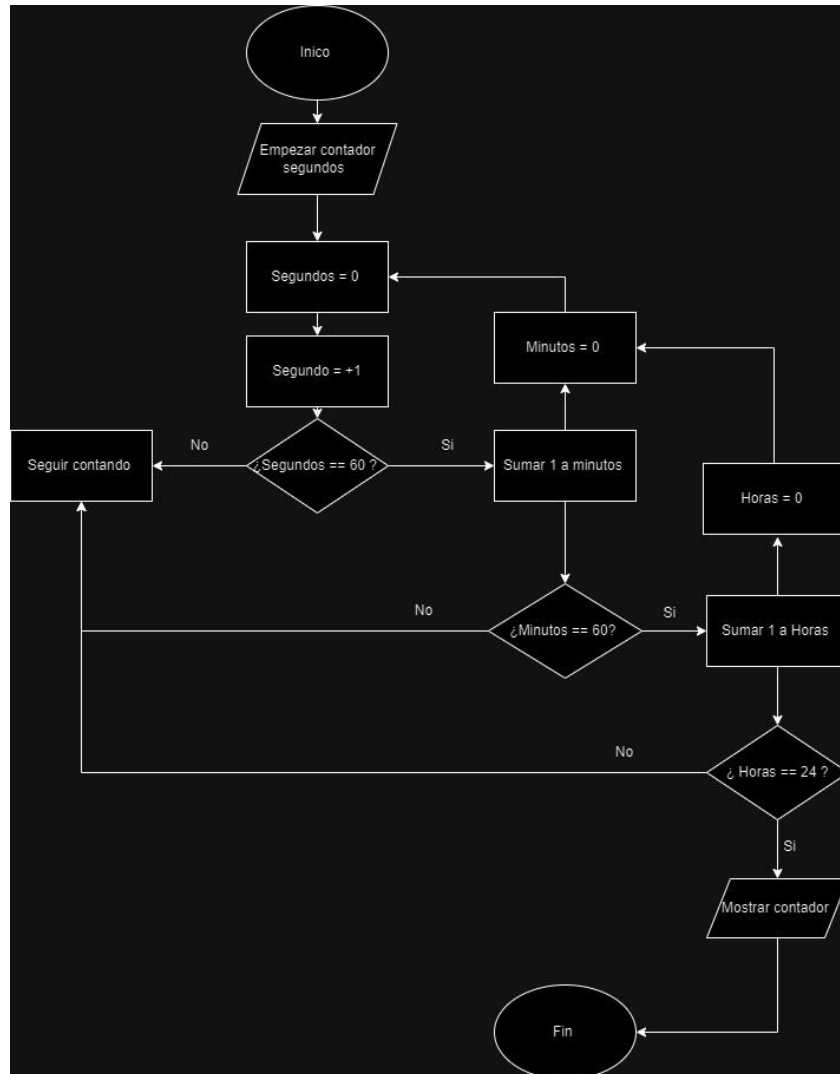 Inico
Empezar contador
segundos
Segundos = 0
Segundo = +1
Minutos = 0
¿Segundos == 60 ?
No
Si
Seguir contando
Sumar 1 a minutos
Horas = 0
¿Minutos == 60?
No
Si
Sumar 1 a Horas
¿ Horas == 24 ?
No
Si
Mostrar contador
Fin